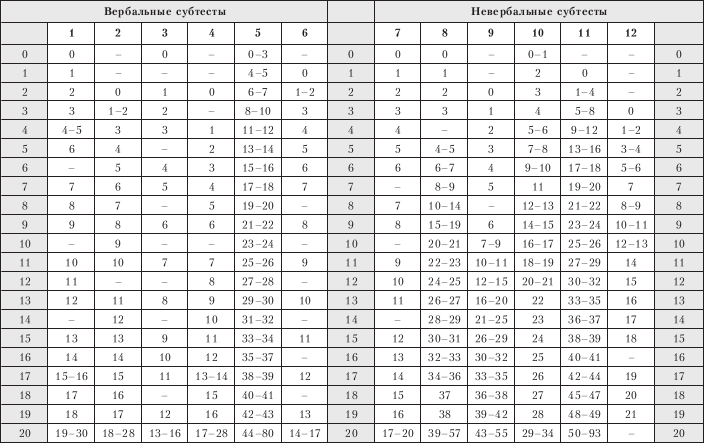 Вербальные субтесты Невербальные субтесты
1 2 3 4 5 6 7 8 9 10 11 12
0 0 – 0 – 0–3 – 0 0 0 – 0–1 – – 0
1 1 – – – 4–5 0 1 1 1 – 2 0 – 1
2 2 0 1 0 6–7 1–2 2 2 2 0 3 1–4 – 2
3 3 1–2 2 – 8–10 3 3 3 3 1 4 5–8 0 3
4 4–5 3 3 1 11–12 4 4 4 – 2 5–6 9–12 1–2 4
5 6 4 – 2 13–14 5 5 5 4–5 3 7–8 13–16 3–4 5
6 – 5 4 3 15–16 6 6 6 6–7 4 9–10 17–18 5–6 6
7 7 6 5 4 17–18 7 7 – 8–9 5 11 19–20 7 7
8 8 7 – 5 19–20 – 8 7 10–14 – 12–13 21–22 8–9 8
9 9 8 6 6 21–22 8 9 8 15–19 6 14–15 23–24 10–11 9
10 – 9 – – 23–24 – 10 – 20–21 7–9 16–17 25–26 12–13 10
11 10 10 7 7 25–26 9 11 9 22–23 10–11 18–19 27–29 14 11
12 11 – – 8 27–28 – 12 10 24–25 12–15 20–21 30–32 15 12
13 12 11 8 9 29–30 10 13 11 26–27 16–20 22 33–35 16 13
14 – 12 – 10 31–32 – 14 – 28–29 21–25 23 36–37 17 14
15 13 13 9 11 33–34 11 15 12 30–31 26–29 24 38–39 18 15
16 14 14 10 12 35–37 – 16 13 32–33 30–32 25 40–41 – 16
17 15–16 15 11 13–14 38–39 12 17 14 34–36 33–35 26 42–44 19 17
18 17 16 – 15 40–41 – 18 15 37 36–38 27 45–47 20 18
19 18 17 12 16 42–43 13 19 16 38 39–42 28 48–49 21 19
20 19–30 18–28 13–16 17–28 44–80 14–17 20 17–20 39–57 43–55 29–34 50–93 – 20